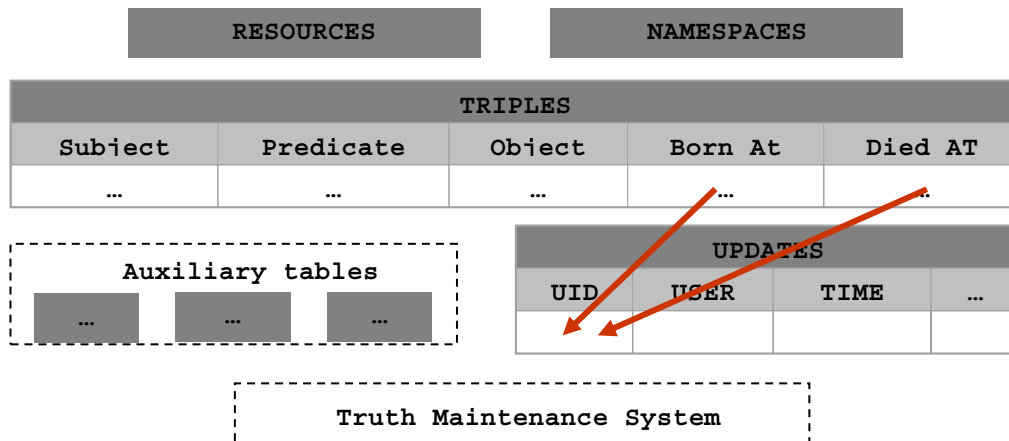 RESOURCES NAMESPACES
TRIPLES
Subject Predicate Object Born At Died AT
… … … … …
UPDATES
Auxiliary tables
UID USER TIME …
… … …
Truth Maintenance System